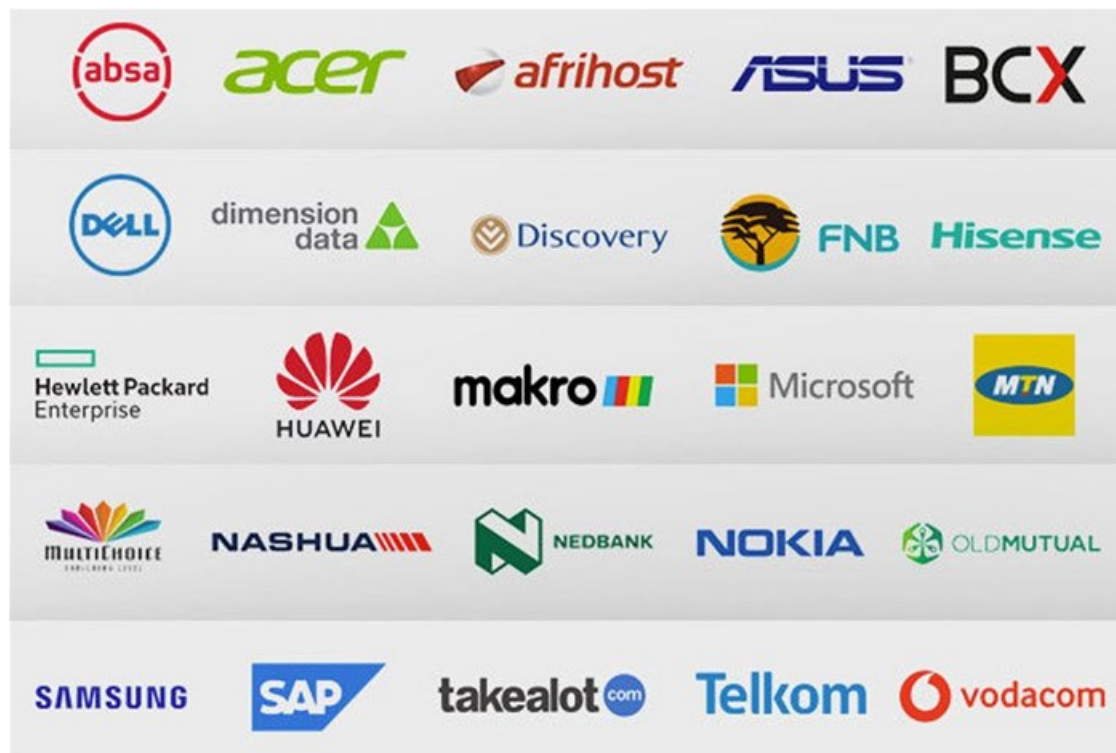 absa
acer
afrihost
ASUS
BCX
DELL
dimension
data
Discovery
FNB
Hisense
Hewlett Packard
Enterprise
HUAWEI
makro
Microsoft
MTN
MULTICHOICE
NASHUA
NEDBANK
NOKIA
OLDMUTUAL
SAMSUNG
SAP
takealot com
Telkom
vodacom